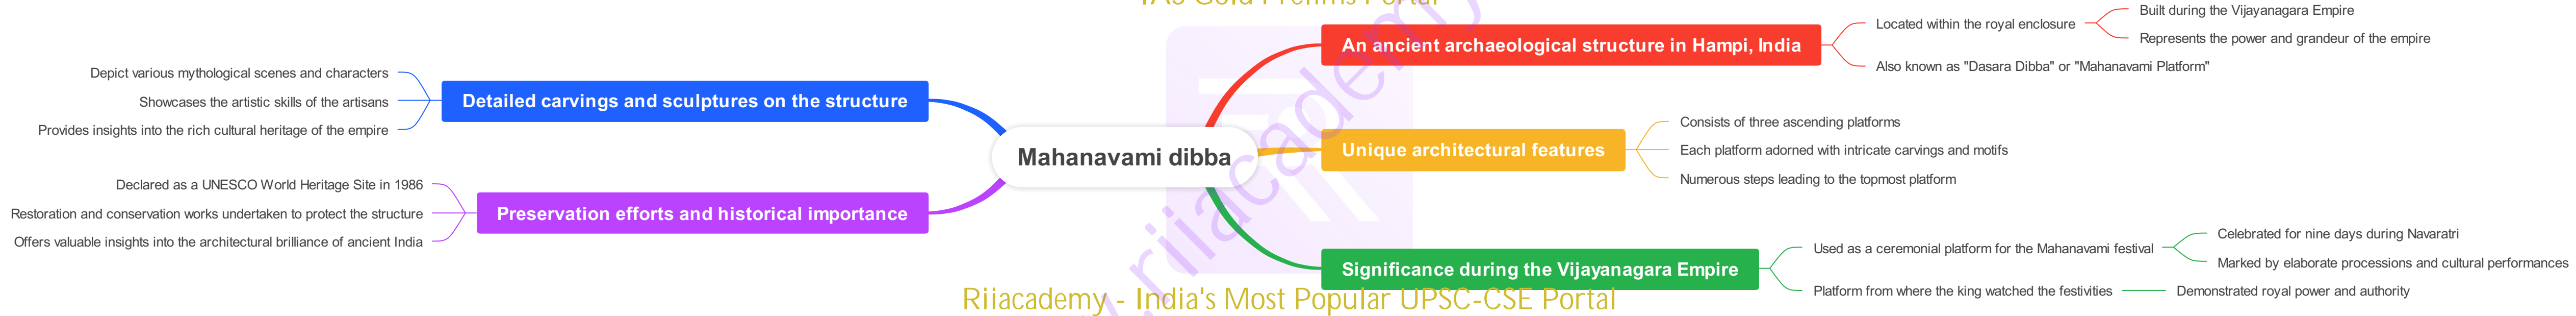 IAS Gold Prelims Portal
Mahanavami dibba
An ancient archaeological structure in Hampi, India
Located within the royal enclosure
Built during the Vijayanagara Empire
Represents the power and grandeur of the empire
Also known as "Dasara Dibba" or "Mahanavami Platform"
Unique architectural features
Consists of three ascending platforms
Each platform adorned with intricate carvings and motifs
Numerous steps leading to the topmost platform
Significance during the Vijayanagara Empire
Used as a ceremonial platform for the Mahanavami festival
Celebrated for nine days during Navaratri
Marked by elaborate processions and cultural performances
Platform from where the king watched the festivities
Demonstrated royal power and authority
Detailed carvings and sculptures on the structure
Depict various mythological scenes and characters
Showcases the artistic skills of the artisans
Provides insights into the rich cultural heritage of the empire
Preservation efforts and historical importance
Declared as a UNESCO World Heritage Site in 1986
Restoration and conservation works undertaken to protect the structure
Offers valuable insights into the architectural brilliance of ancient India
Riiacademy - India's Most Popular UPSC-CSE Portal